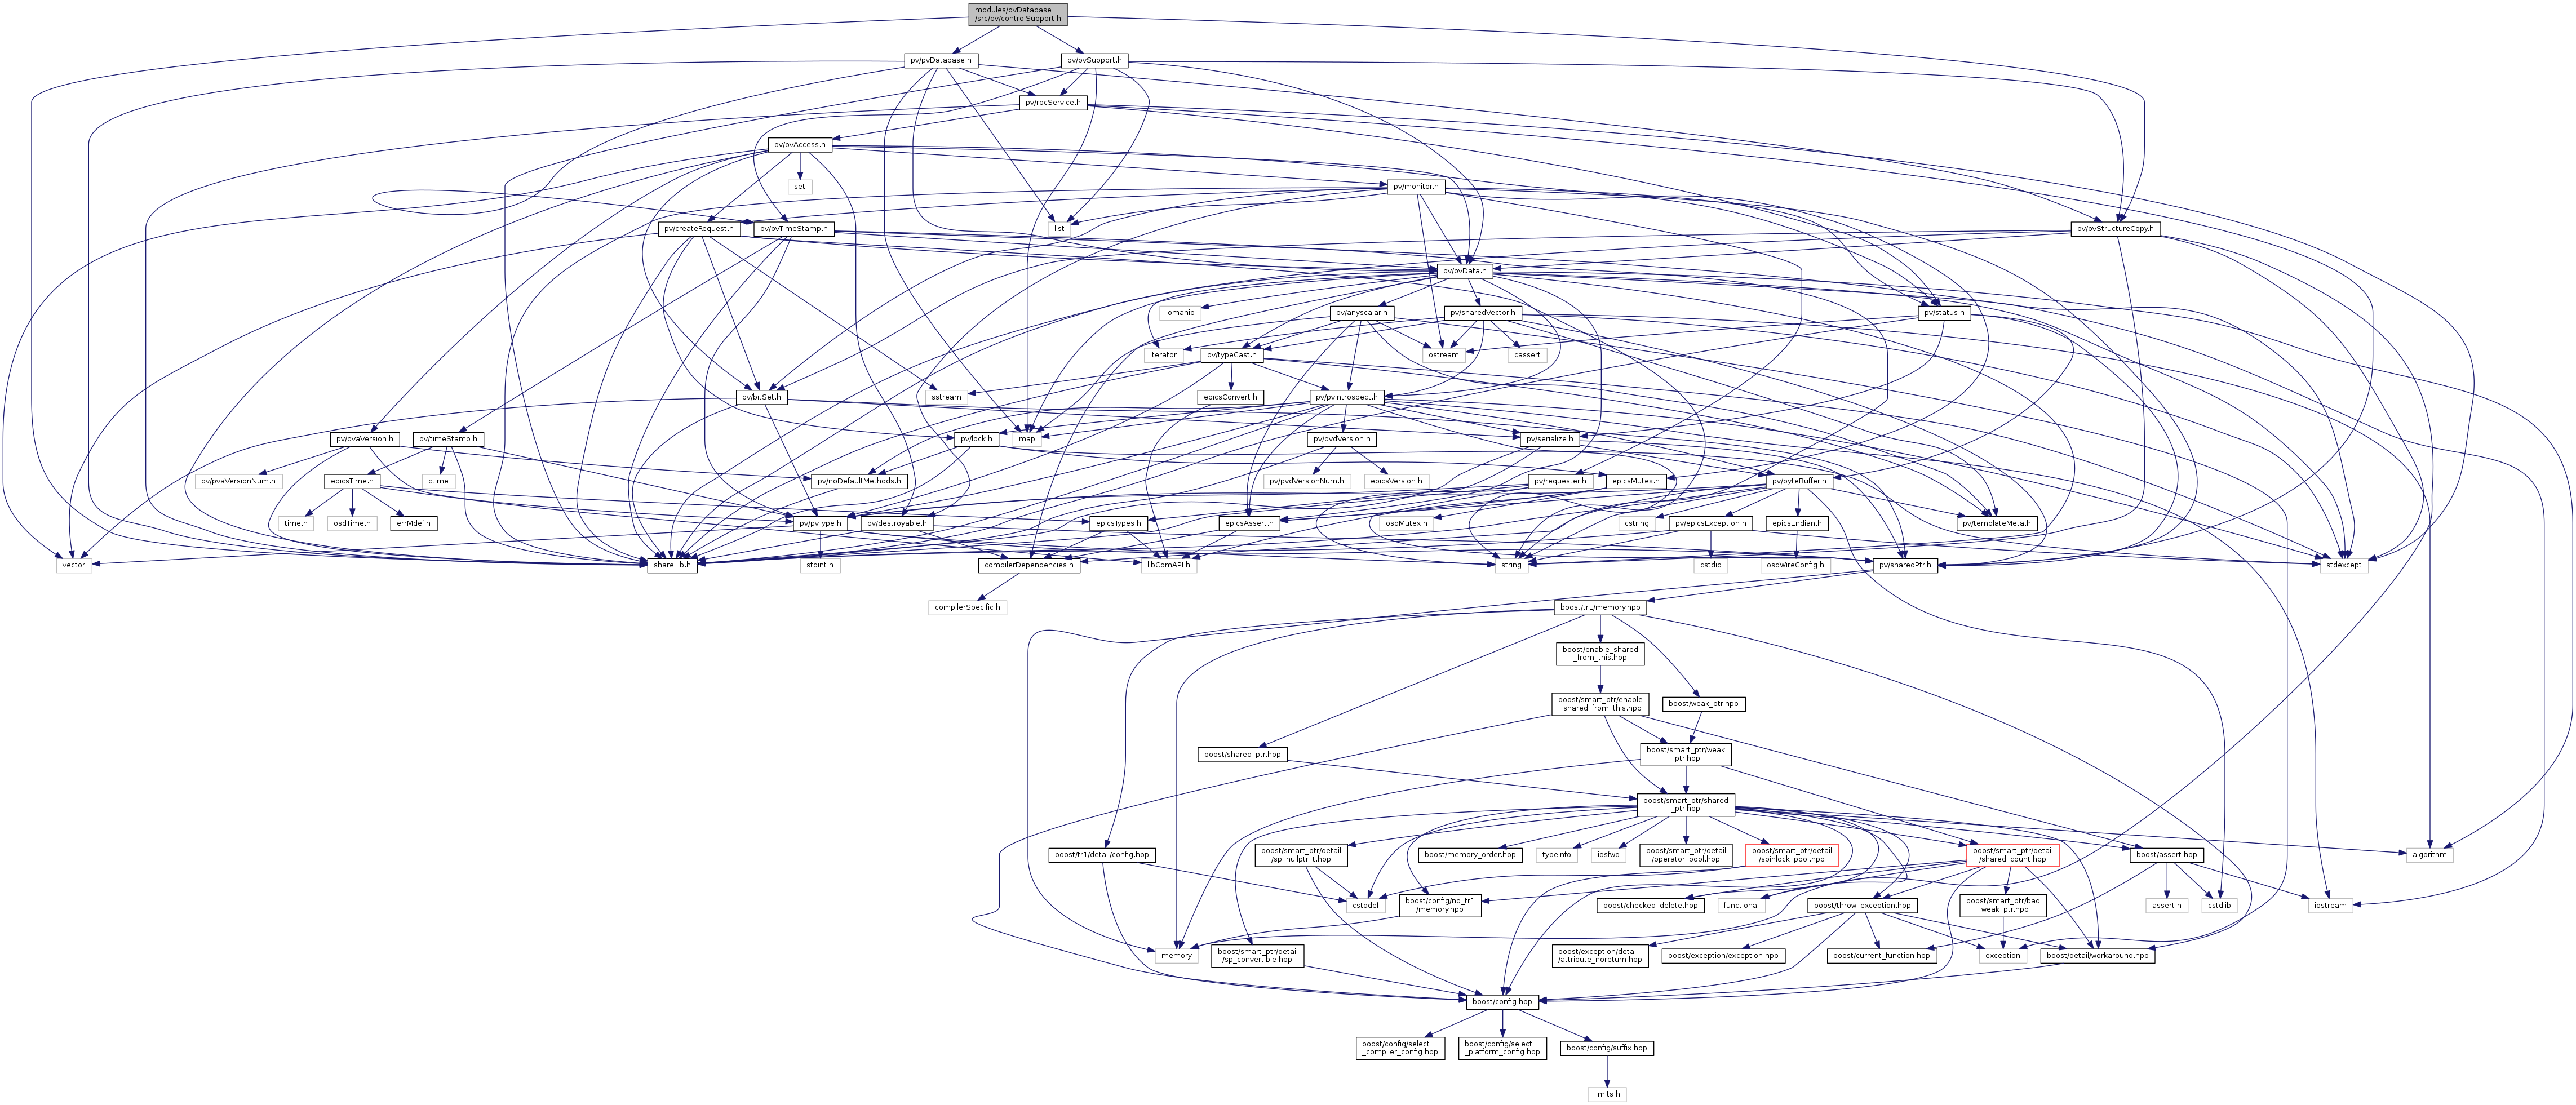 modules/pvDatabase
/src/pv/controlSupport.h
pv/pvDatabase.h
pv/pvSupport.h
pv/rpcService.h
pv/pvAccess.h
set
pv/monitor.h
pv/createRequest.h
pv/pvTimeStamp.h
list
pv/pvStructureCopy.h
pv/pvData.h
iomanip
pv/anyscalar.h
pv/sharedVector.h
pv/status.h
iterator
pv/typeCast.h
ostream
cassert
pv/bitSet.h
sstream
epicsConvert.h
pv/pvIntrospect.h
pv/pvaVersion.h
pv/timeStamp.h
pv/lock.h
map
pv/pvdVersion.h
pv/serialize.h
pv/pvaVersionNum.h
epicsTime.h
ctime
pv/noDefaultMethods.h
pv/pvdVersionNum.h
epicsVersion.h
pv/requester.h
epicsMutex.h
pv/byteBuffer.h
time.h
osdTime.h
errMdef.h
pv/pvType.h
pv/destroyable.h
epicsTypes.h
epicsAssert.h
osdMutex.h
cstring
pv/epicsException.h
epicsEndian.h
pv/templateMeta.h
vector
shareLib.h
stdint.h
compilerDependencies.h
libComAPI.h
string
cstdio
osdWireConfig.h
pv/sharedPtr.h
stdexcept
compilerSpecific.h
boost/tr1/memory.hpp
boost/enable_shared
_from_this.hpp
boost/smart_ptr/enable
_shared_from_this.hpp
boost/weak_ptr.hpp
boost/shared_ptr.hpp
boost/smart_ptr/weak
_ptr.hpp
boost/smart_ptr/shared
_ptr.hpp
boost/tr1/detail/config.hpp
boost/smart_ptr/detail
/sp_nullptr_t.hpp
boost/memory_order.hpp
typeinfo
iosfwd
boost/smart_ptr/detail
/operator_bool.hpp
boost/smart_ptr/detail
/spinlock_pool.hpp
boost/smart_ptr/detail
/shared_count.hpp
boost/assert.hpp
algorithm
cstddef
boost/config/no_tr1
/memory.hpp
boost/checked_delete.hpp
functional
boost/throw_exception.hpp
boost/smart_ptr/bad
_weak_ptr.hpp
assert.h
cstdlib
iostream
memory
boost/smart_ptr/detail
/sp_convertible.hpp
boost/exception/detail
/attribute_noreturn.hpp
boost/exception/exception.hpp
boost/current_function.hpp
exception
boost/detail/workaround.hpp
boost/config.hpp
boost/config/select
_compiler_config.hpp
boost/config/select
_platform_config.hpp
boost/config/suffix.hpp
limits.h